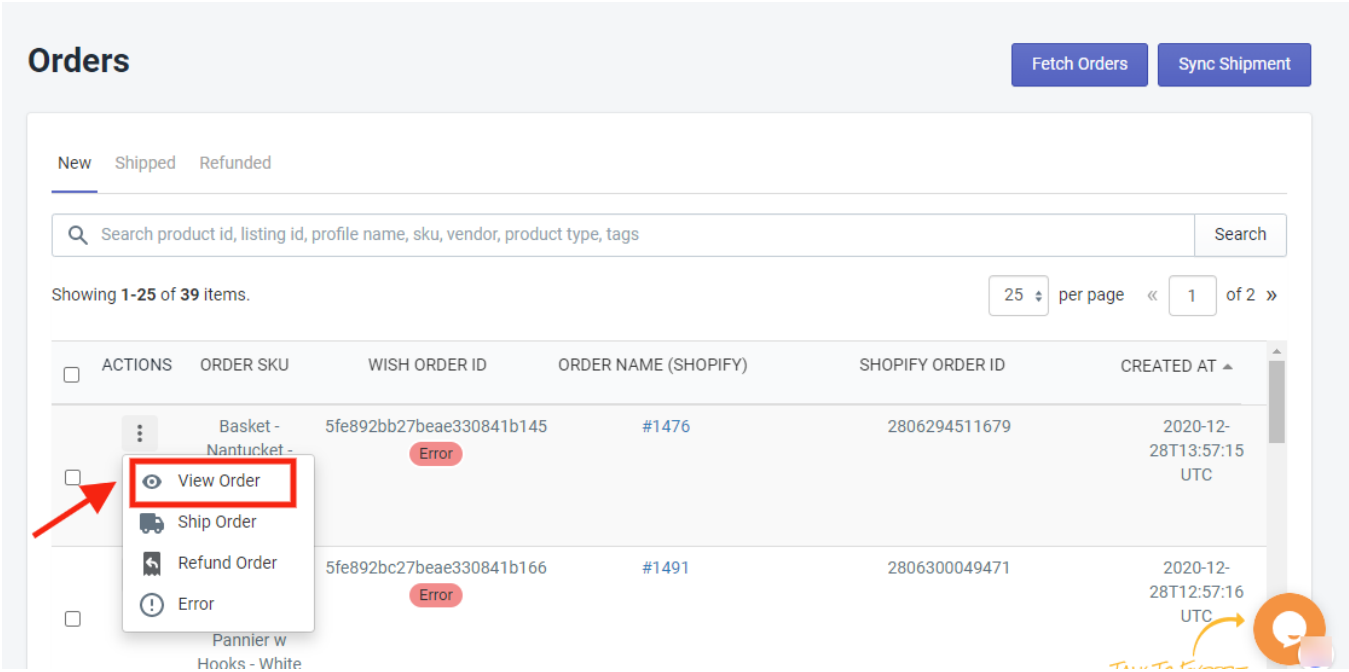 Orders
Fetch Orders
Sync Shipment
New
Shipped
Refunded
Search product id, listing id, profile name, sku, vendor, product type, tags
Search
Showing 1-25 of 39 items.
25
per page
«
1
of 2 »
ACTIONS
ORDER SKU
WISH ORDER ID
ORDER NAME (SHOPIFY)
SHOPIFY ORDER ID
CREATED AT
Basket -
Nantucket -
5fe892bb27beae330841b145
Error
#1476
2806294511679
2020-12-
28T13:57:15
UTC
View Order
Ship Order
Refund Order
Error
5fe892bc27beae330841b166
Error
#1491
2806300049471
2020-12-
28T12:57:16
UTC
Pannier w
Hooks - White